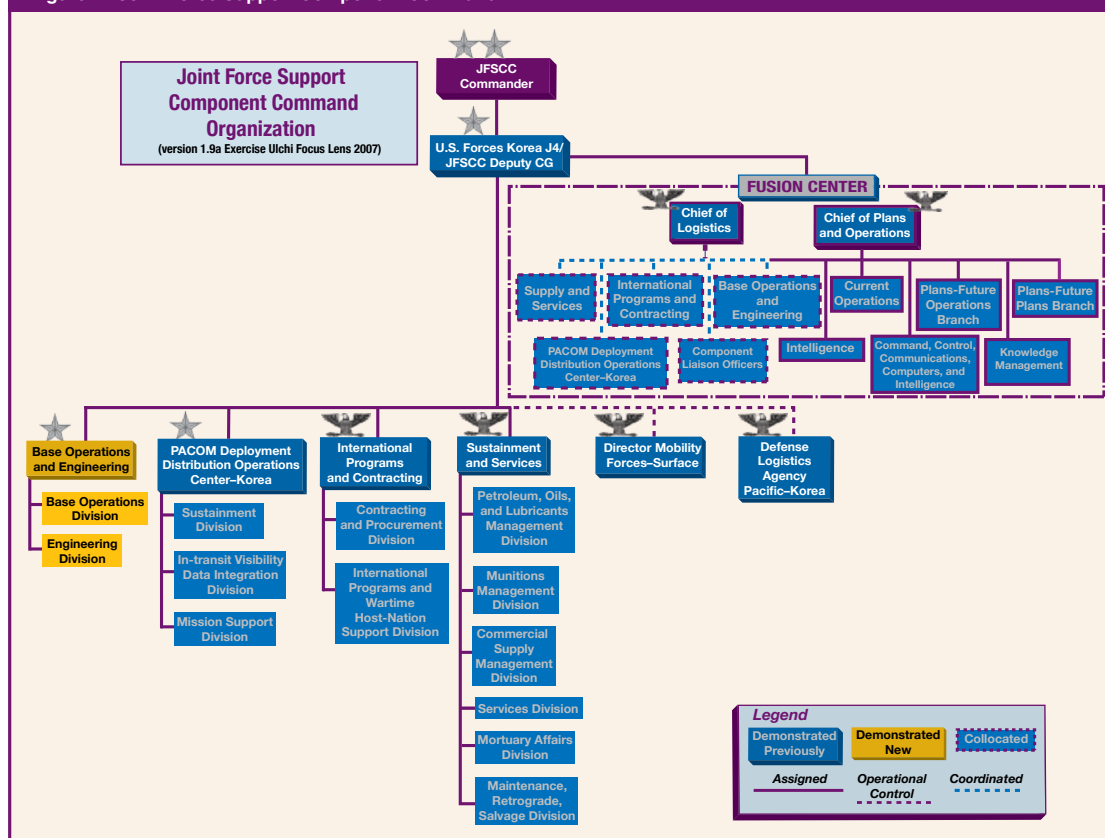 Joint Force Support
Component Command
Organization
(version 1.9a Exercise Ulchi Focus Lens 2007)
JFSCC
Commander
U.S. Forces Korea J4/
JFSCC Deputy CG
FUSION CENTER
Chief of
Logistics
Chief of Plans
and Operations
Supply and
Services
International
Programs and
Contracting
Base Operations
and
Engineering
Current
Operations
Plans-Future
Operations
Branch
Plans-Future
Plans Branch
PACOM Deployment
Distribution Operations
Center–Korea
Component
Liaison Officers
Intelligence
Command, Control,
Communications,
Computers, and
Intelligence
Knowledge
Management
Base Operations
and Engineering
Base Operations
Division
Engineering
Division
PACOM Deployment
Distribution Operations
Center–Korea
Sustainment
Division
In-transit Visibility
Data Integration
Division
Mission Support
Division
International
Programs
and Contracting
Contracting
and Procurement
Division
International
Programs and
Wartime
Host-Nation
Support Division
Sustainment
and Services
Petroleum, Oils,
and Lubricants
Management
Division
Munitions
Management
Division
Commercial
Supply
Management
Division
Services Division
Mortuary Affairs
Division
Maintenance,
Retrograde,
Salvage Division
Director Mobility
Forces–Surface
Defense
Logistics
Agency
Pacific–Korea
Legend
Demonstrated
Previously
Demonstrated
New
Collocated
Assigned
Operational
Control
Coordinated